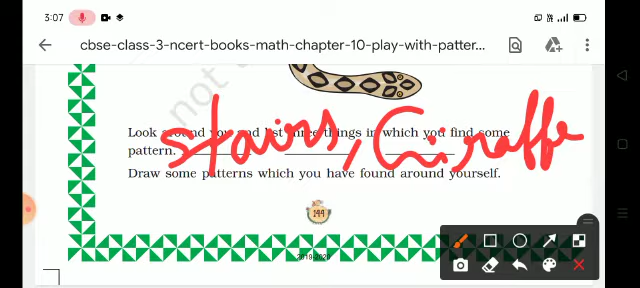 3:07
cbse-class-3-ncert-books-math-chapter-10-play-with-patter...
not
Look around you and list three things in which you find some
pattern.
stairs, Giraffe
Draw some patterns which you have found around yourself.
144
2019-2020